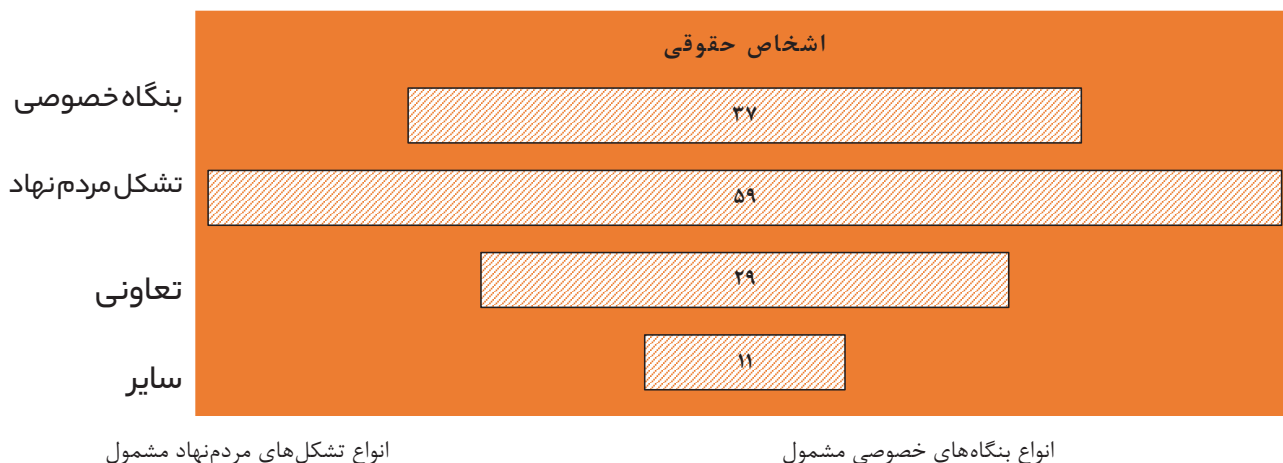 اشخاص حقوقی
بنگاه خصوصی
۳۷
تشکل مردم نهاد
۵۹
تعاونی
۲۹
سایر
۱۱
انواع بنگاه‌های خصوصی مشمول
انواع تشکل‌های مردم‌نهاد مشمول